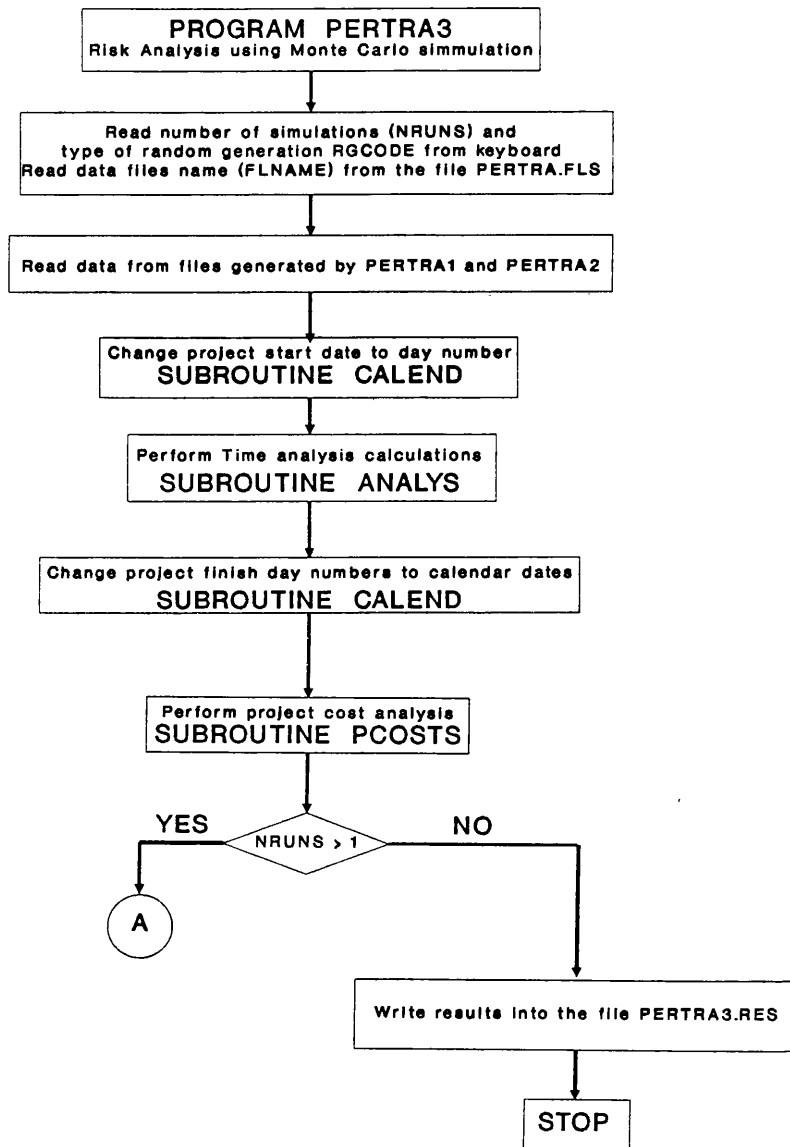 PROGRAM PERTRA3
Risk Analysis using Monte Carlo simmulation
Read number of simulations (NRUNS) and
type of random generation RGCODE from keyboard
Read data files name (FLNAME) from the file PERTRA.FLS
Read data from files generated by PERTRA1 and PERTRA2
Change project start date to day number
SUBROUTINE CALEND
Perform Time analysis calculations
SUBROUTINE ANALYS
Change project finish day numbers to calendar dates
SUBROUTINE CALEND
Perform project cost analysis
SUBROUTINE PCOSTS
YES
NRUNS > 1
NO
A
Write results into the file PERTRA3.RES
STOP